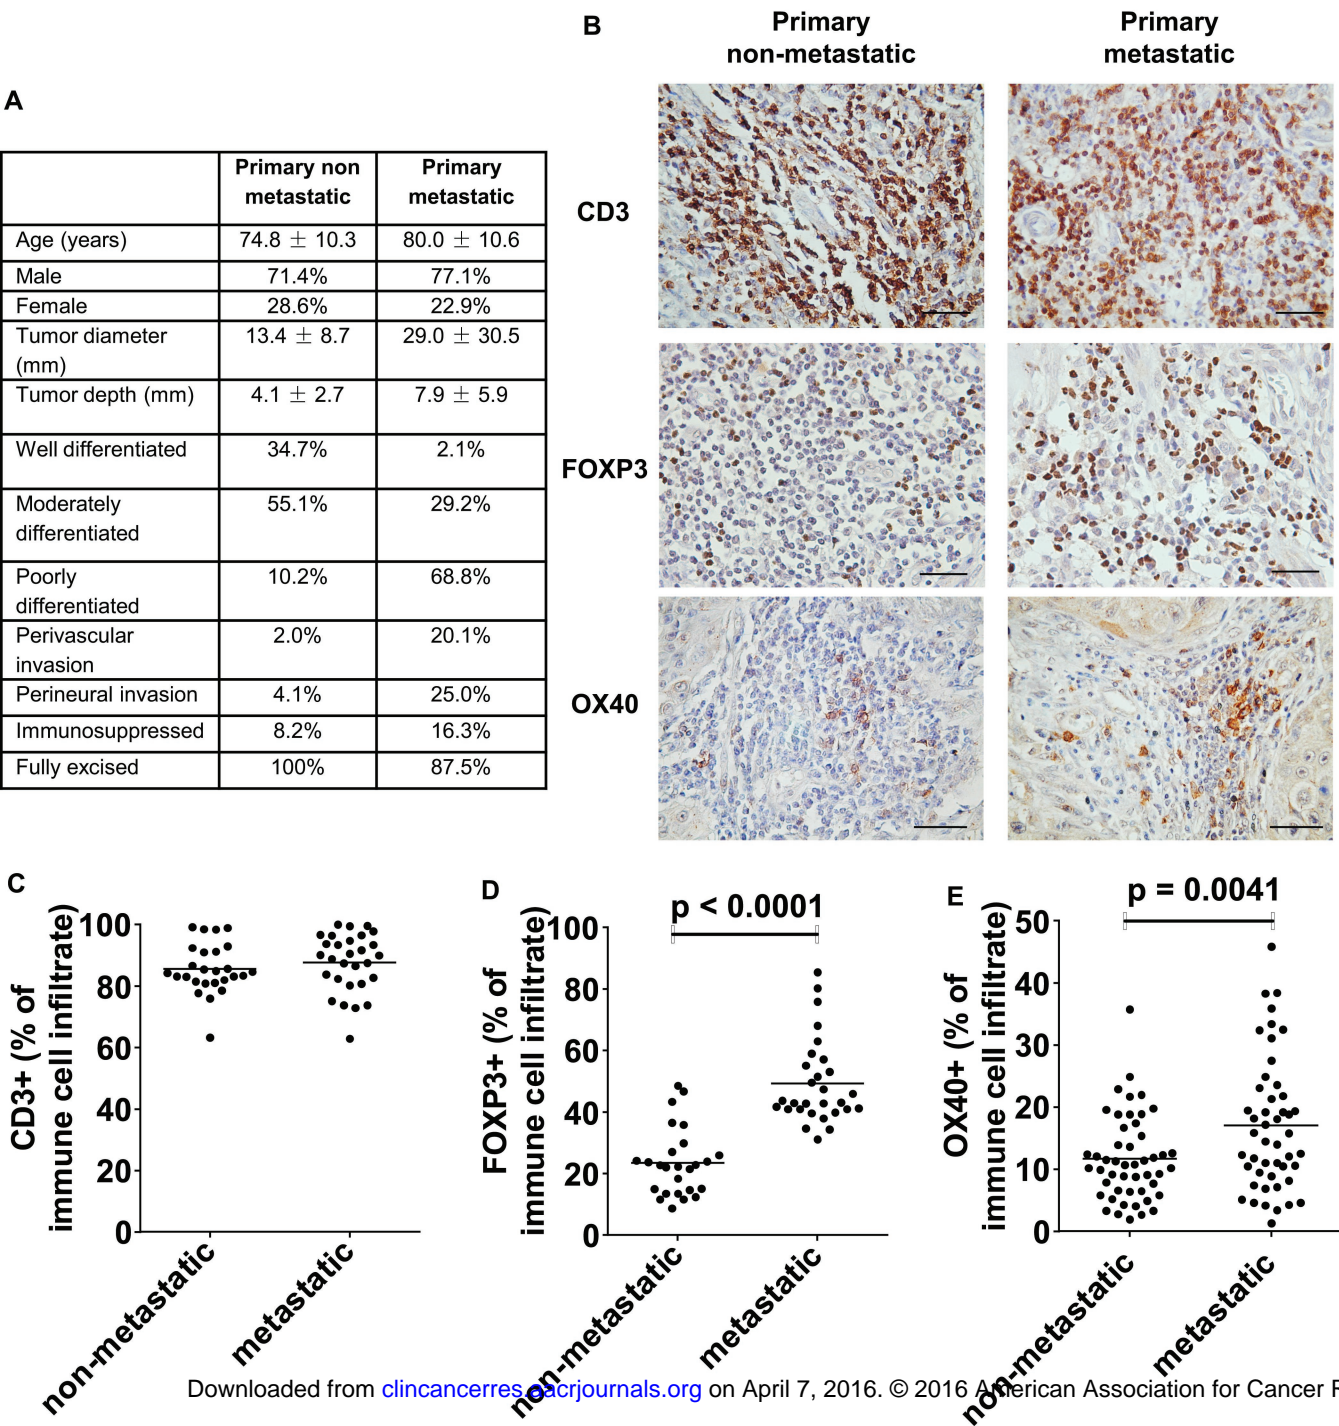 A
Primary non
metastatic
Primary
metastatic
Age (years) 74.8 ± 10.3 80.0 ± 10.6
Male 71.4% 77.1%
Female 28.6% 22.9%
Tumor diameter
(mm)
13.4 ± 8.7 29.0 ± 30.5
Tumor depth (mm) 4.1 ± 2.7 7.9 ± 5.9
Well differentiated 34.7% 2.1%
Moderately
differentiated
55.1% 29.2%
Poorly
differentiated
10.2% 68.8%
Perivascular
invasion
2.0% 20.1%
Perineural invasion 4.1% 25.0%
Immunosuppressed 8.2% 16.3%
Fully excised 100% 87.5%
B
Primary
non-metastatic
Primary
metastatic
CD3
FOXP3
OX40
C
CD3+ (% of
immune cell infiltrate)
100
80
60
40
20
0
non-metastatic
metastatic
D
p < 0.0001
FOXP3+ (% of
immune cell infiltrate)
100
80
60
40
20
0
non-metastatic
metastatic
E
p = 0.0041
OX40+ (% of
immune cell infiltrate)
50
40
30
20
10
0
non-metastatic
metastatic
Downloaded from clincancerres.aacrjournals.org on April 7, 2016. © 2016 American Association for Cancer R